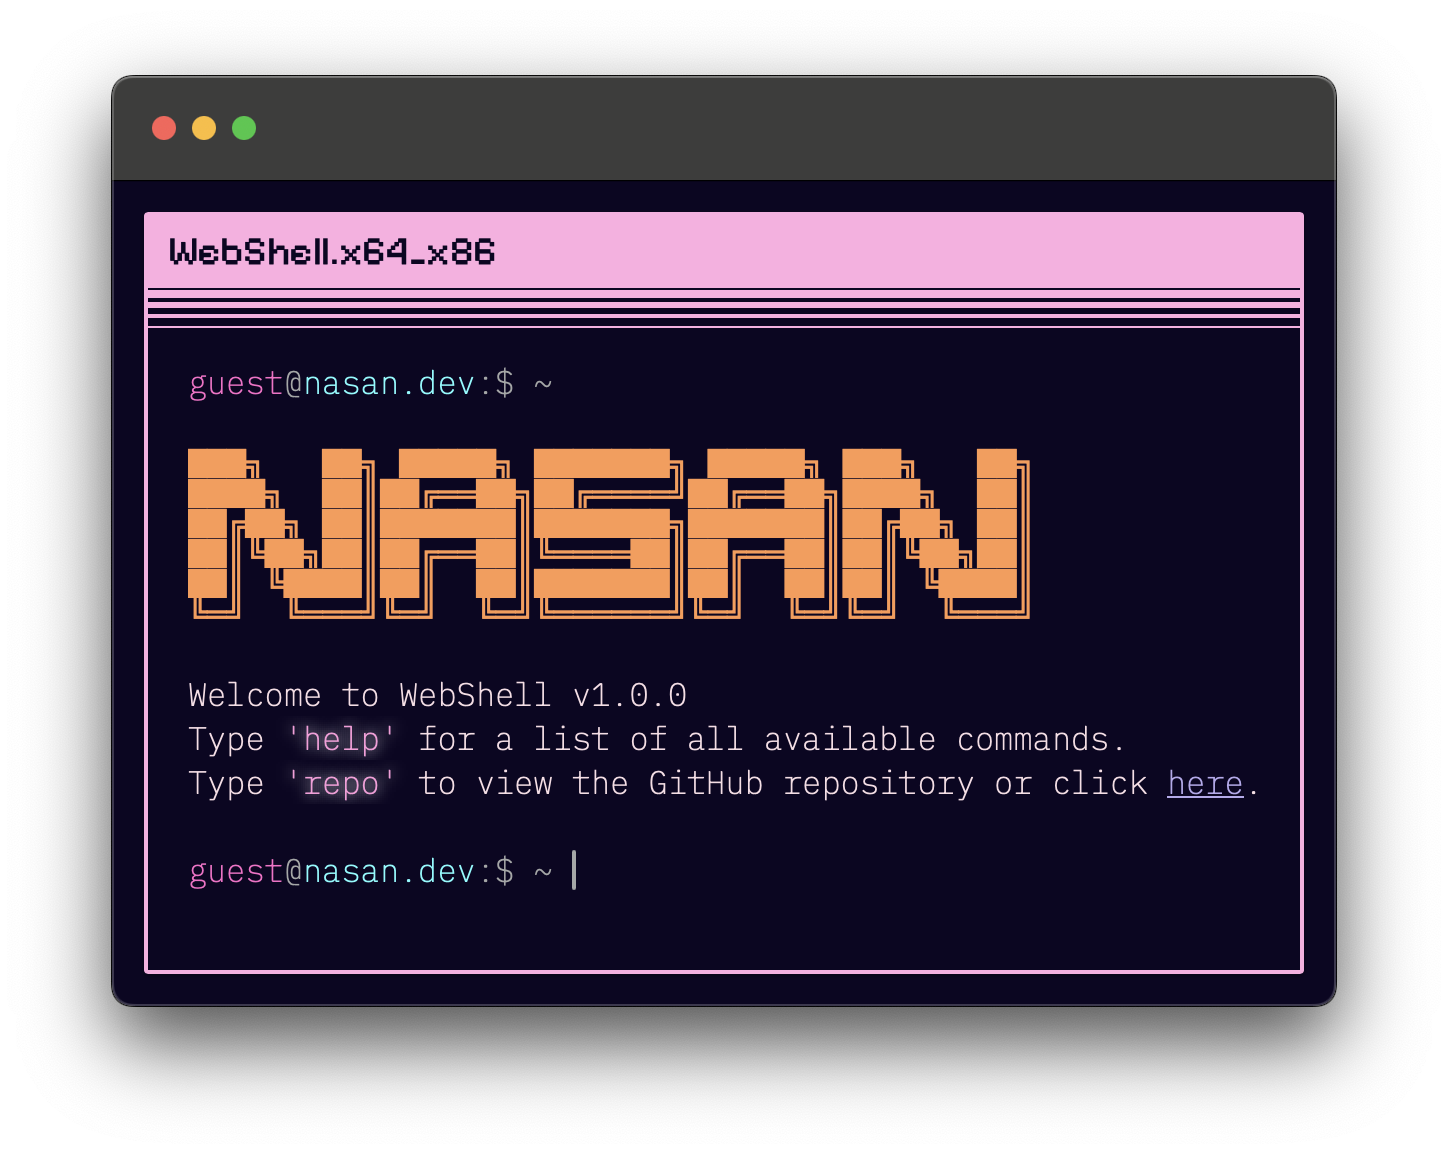 WebShell.x64_x86
guest@nasan.dev:$ ~
NASAN
Welcome to WebShell v1.0.0
Type 'help' for a list of all available commands.
Type 'repo' to view the GitHub repository or click here.
guest@nasan.dev:$ ~